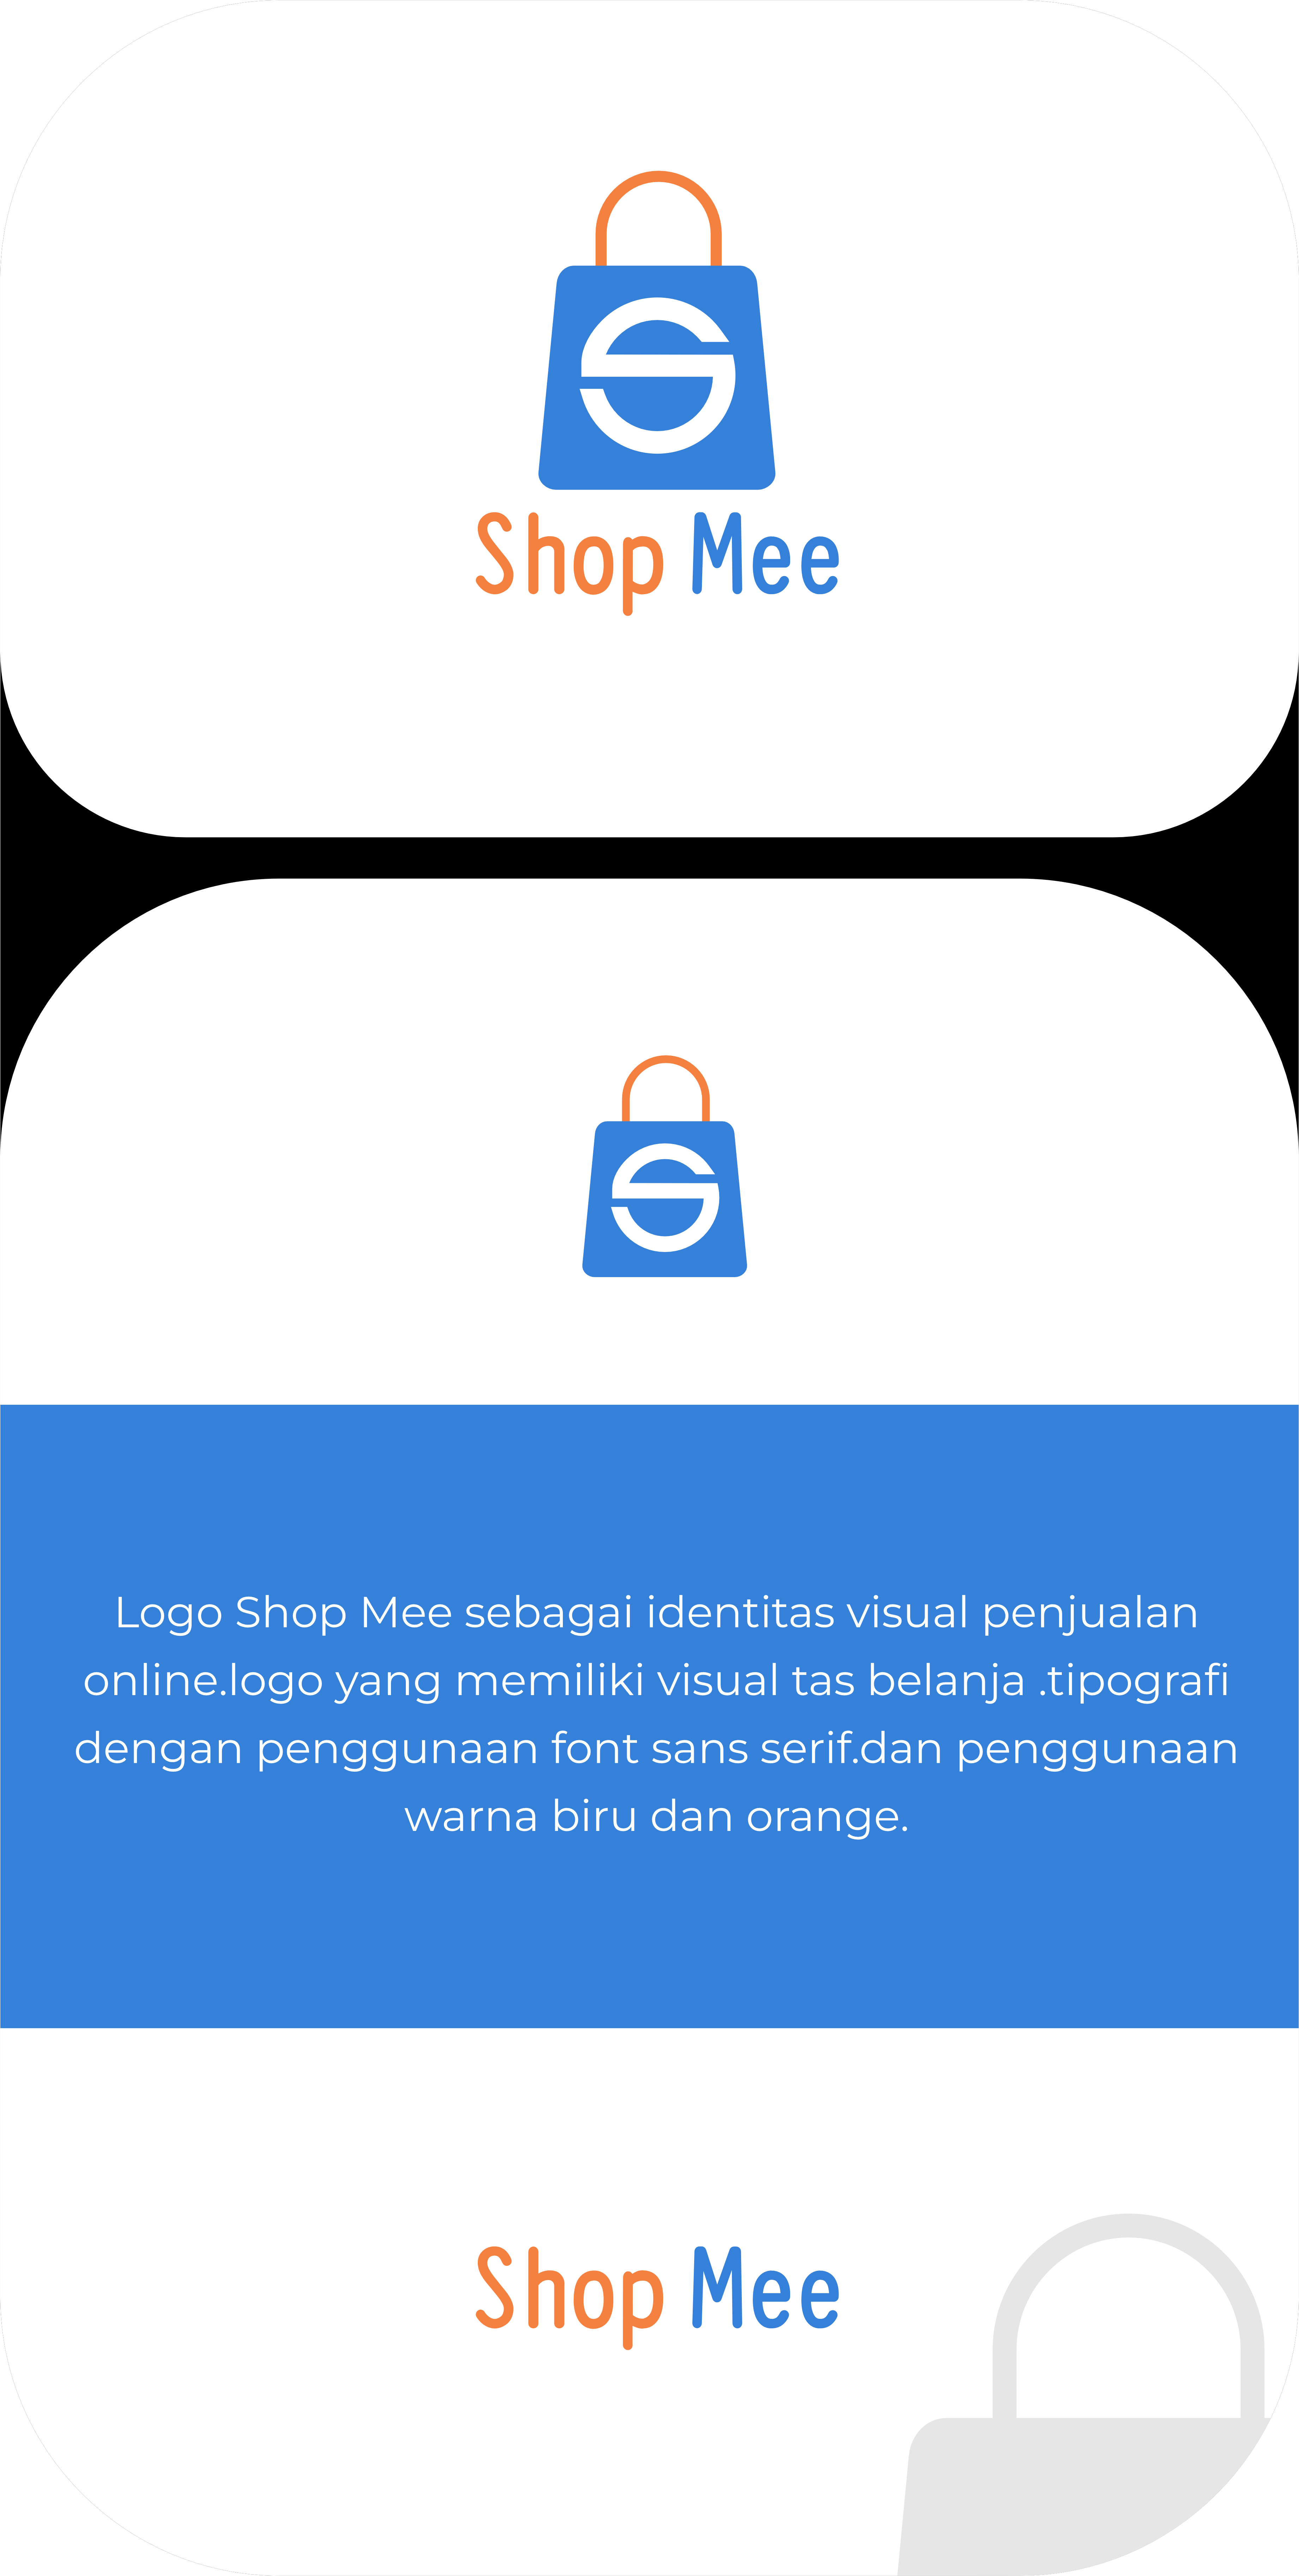 S
Shop Mee
S
Logo Shop Mee sebagai identitas visual penjualan
online.logo yang memiliki visual tas belanja .tipografi
dengan penggunaan font sans serif.dan penggunaan
warna biru dan orange.
Shop Mee